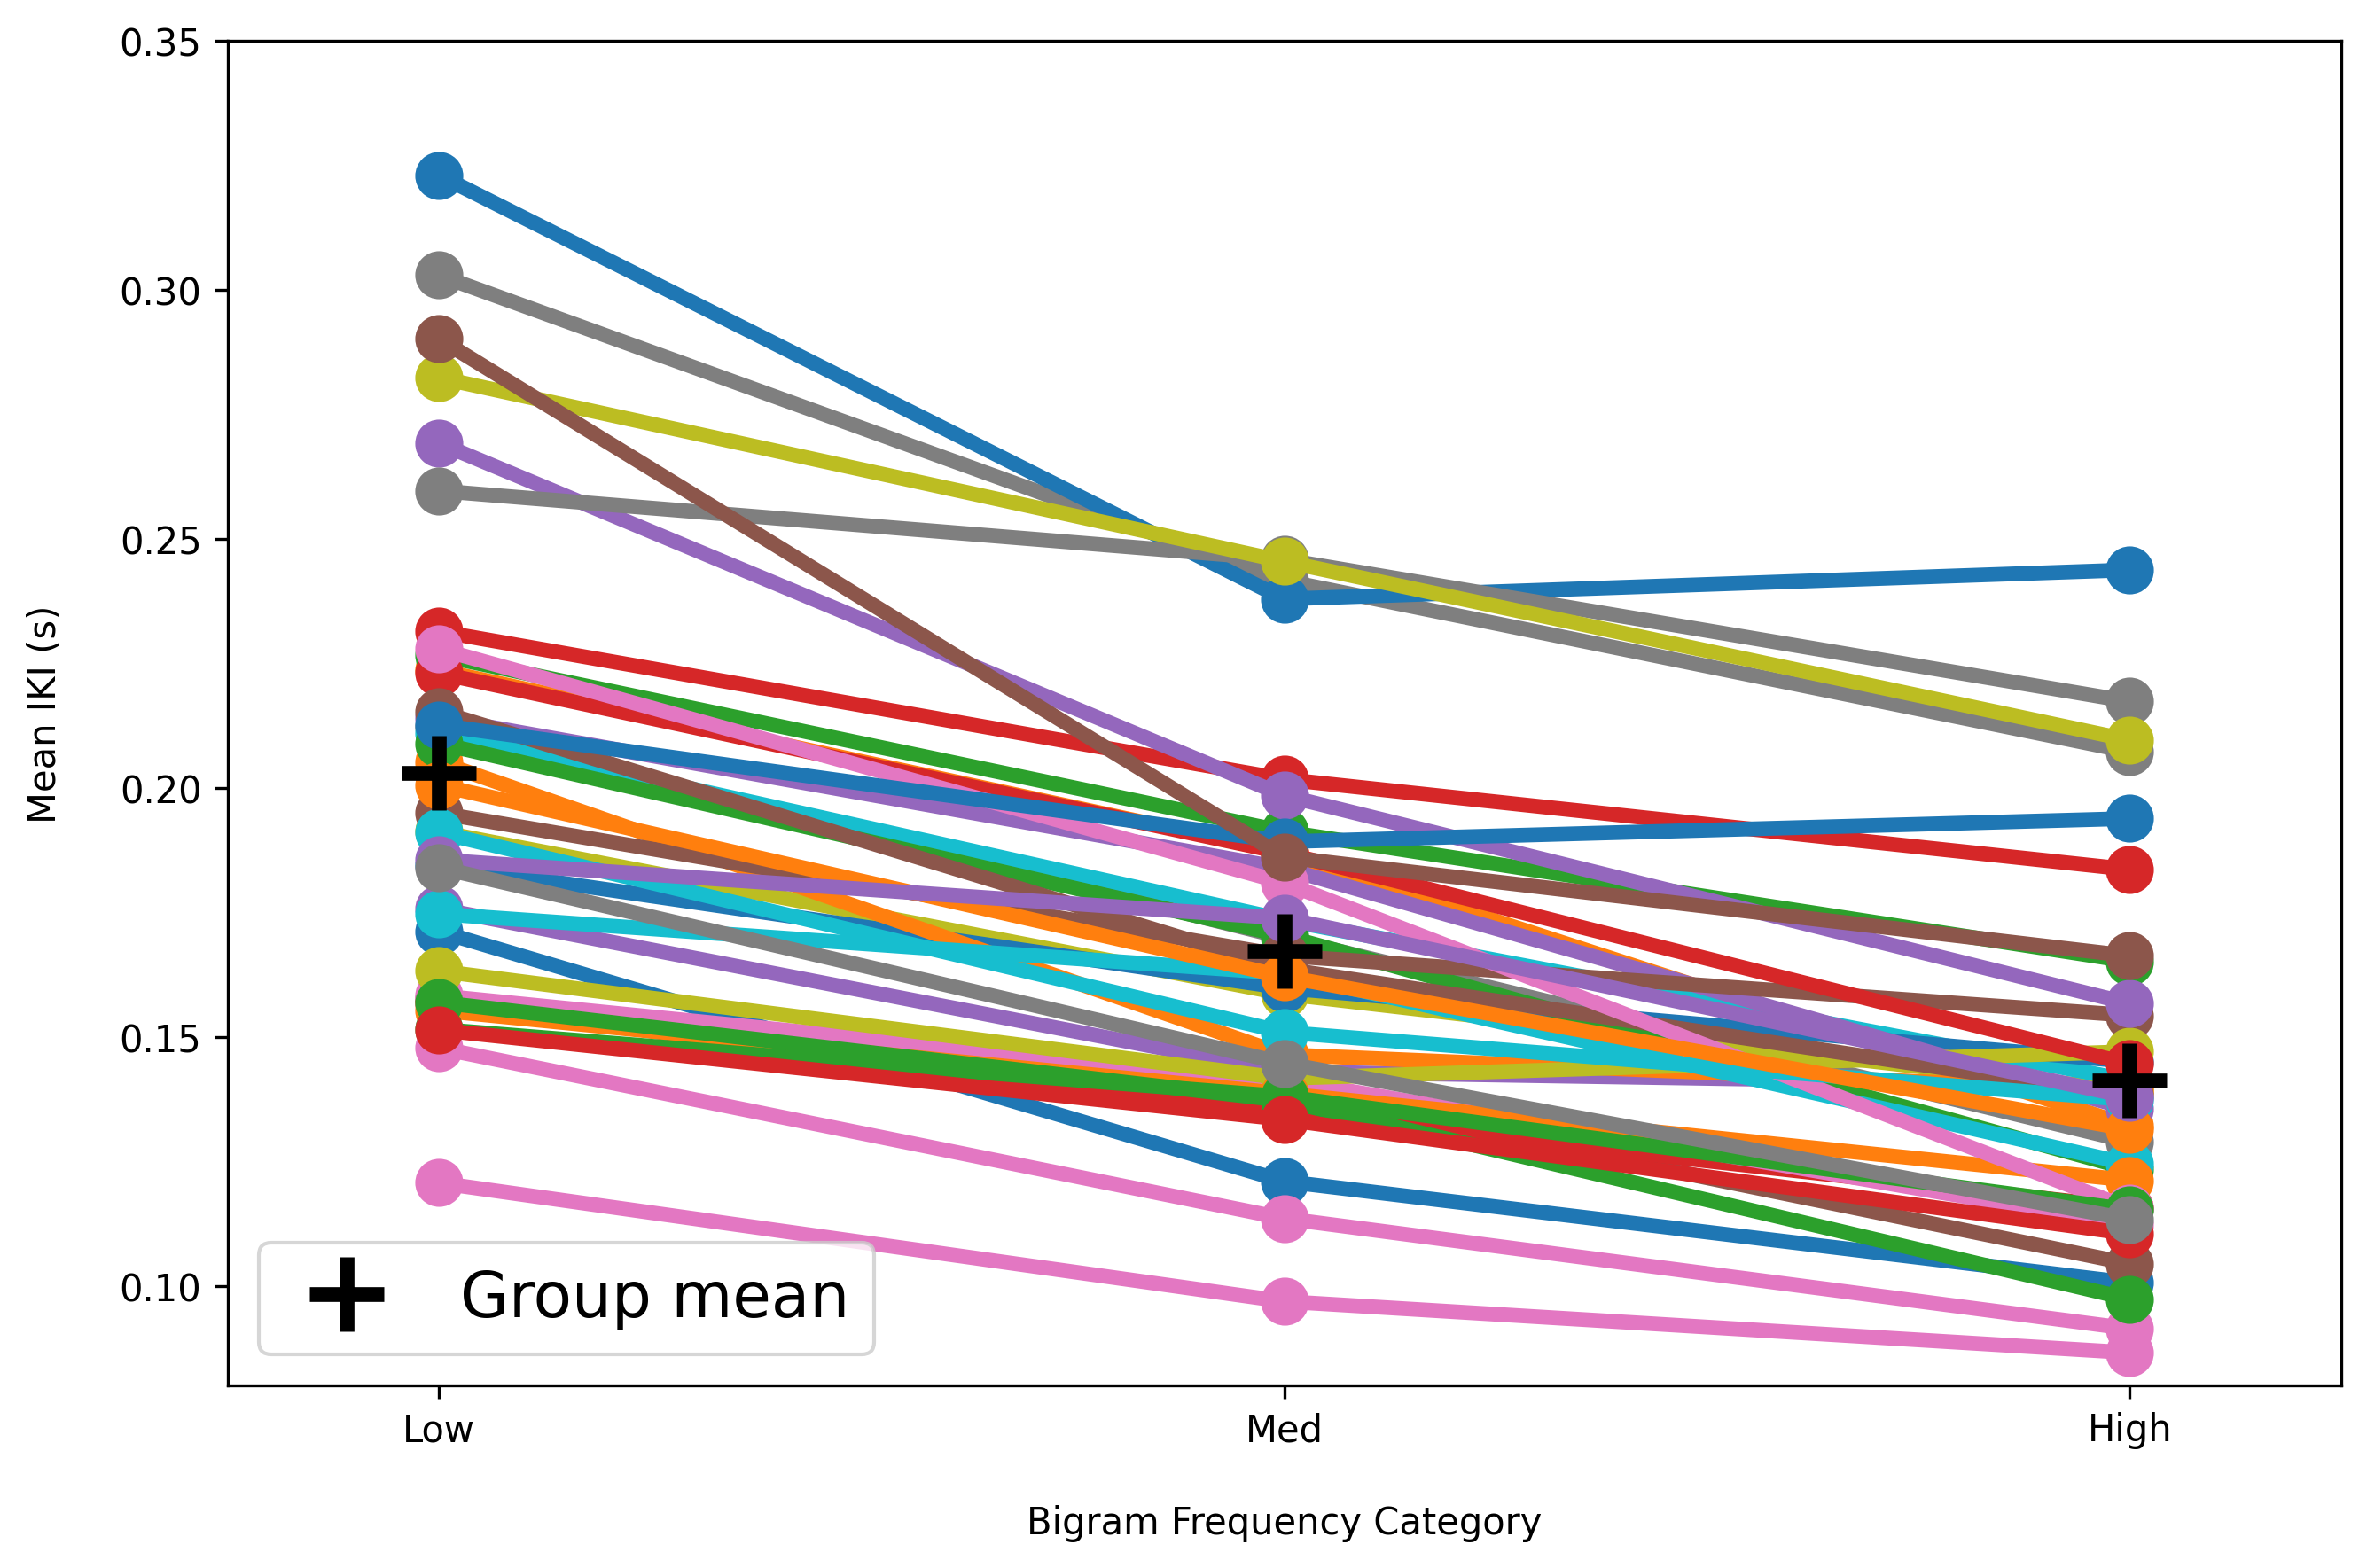 0.35
0.30
0.25
0.20
0.15
0.10
Mean IKI (s)
Group mean
Low
Med
High
Bigram Frequency Category